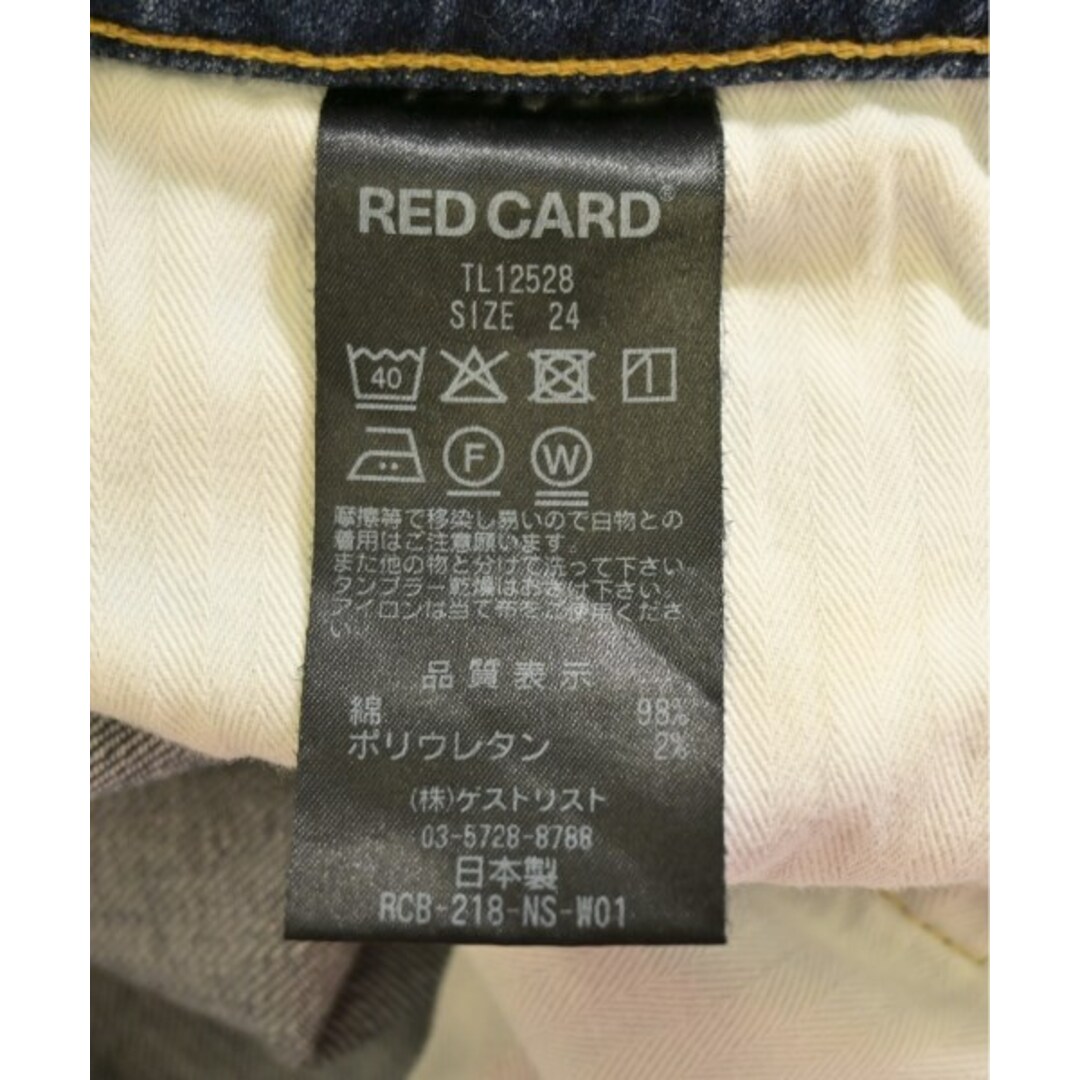 RED CARD®
TL12528
SIZE 24
40
F W
摩擦等で移染し易いので白物との
着用はご注意願います。
また他の物と分けて洗って下さい
タンブラー乾燥はお避け下さい。
アイロンは当て布をご使用くださ
い。
品質表示
綿 98%
ポリウレタン 2%
(株)ゲストリスト
03-5728-8788
日本製
RCB-218-NS-W01